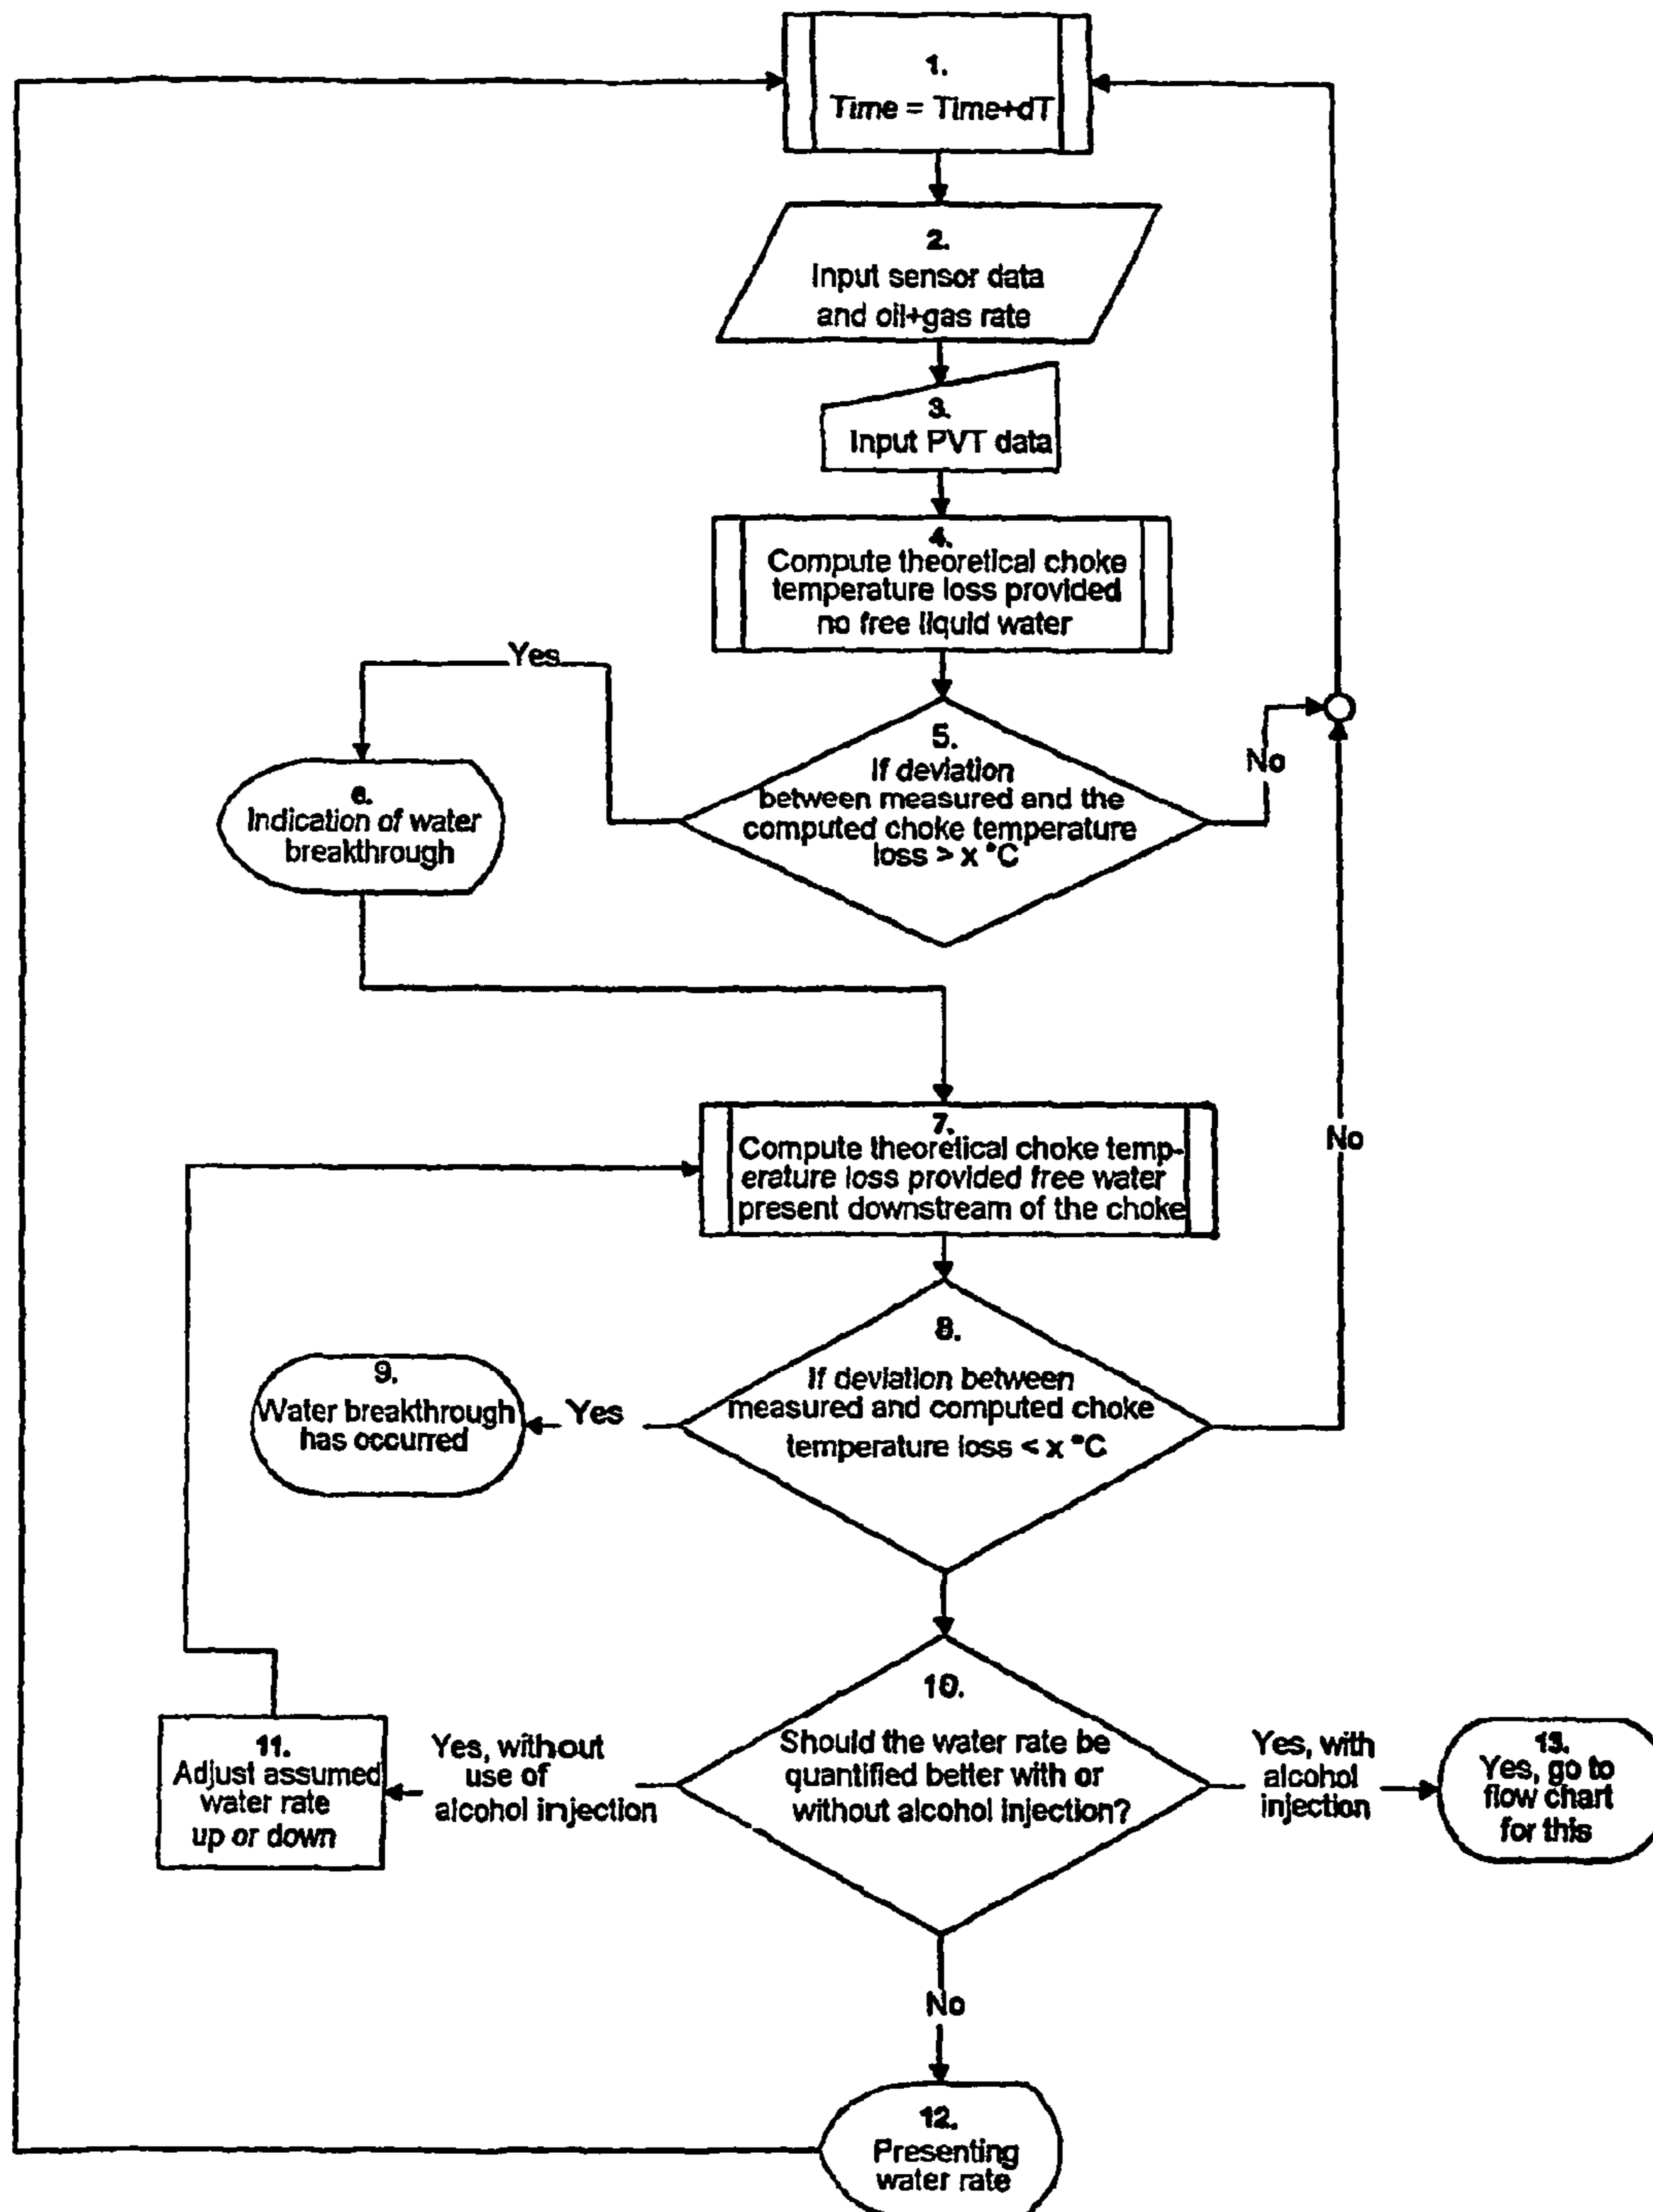 1.
Time = Time+dT
2.
Input sensor data
and oil+gas rate
3.
Input PVT data
4.
Compute theoretical choke
temperature loss provided
no free liquid water
Yes
5.
If deviation
between measured and the
computed choke temperature
loss > x °C
No
6.
Indication of water
breakthrough
7.
Compute theoretical choke temp-
erature loss provided free water
present downstream of the choke
No
8.
If deviation between
measured and computed choke
temperature loss < x °C
Yes
9.
Water breakthrough
has occurred
10.
Should the water rate be
quantified better with or
without alcohol injection?
Yes, without
use of
alcohol injection
11.
Adjust assumed
water rate
up or down
Yes, with
alcohol
injection
13.
Yes, go to
flow chart
for this
No
12.
Presenting
water rate